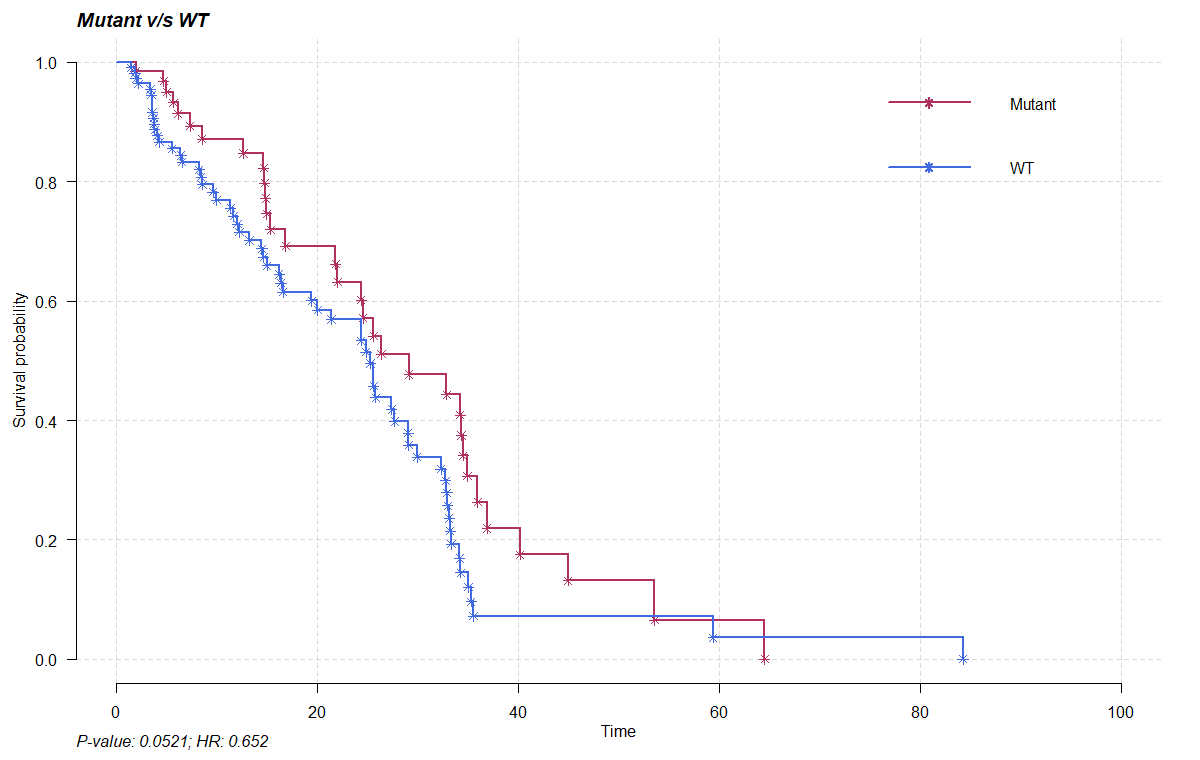 Mutant v/s WT
Survival probability
1.0
0.8
0.6
0.4
0.2
0.0
Mutant
WT
0 20 40 60 80 100
Time
P-value: 0.0521; HR: 0.652